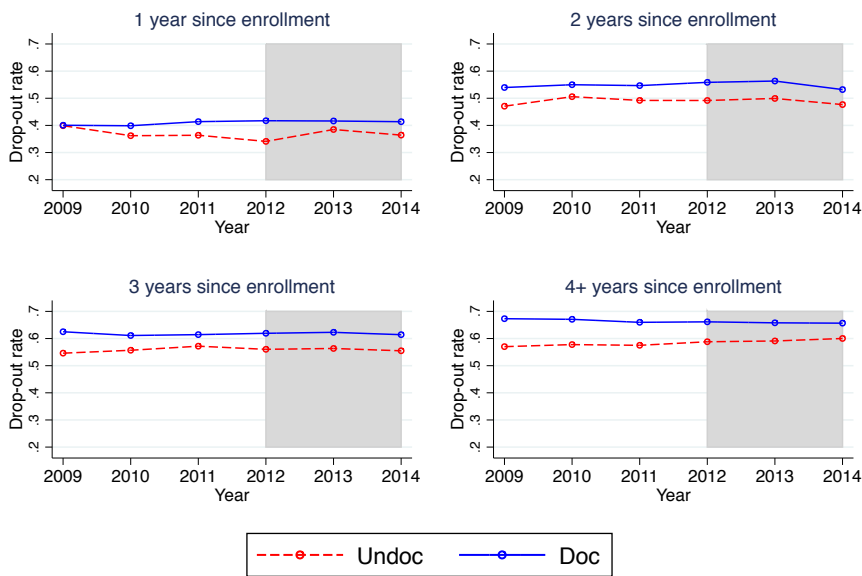 1 year since enrollment
Drop-out rate
.7
.6
.5
.4
.3
.2
2009 2010 2011 2012 2013 2014
Year
2 years since enrollment
Drop-out rate
.7
.6
.5
.4
.3
.2
2009 2010 2011 2012 2013 2014
Year
3 years since enrollment
Drop-out rate
.7
.6
.5
.4
.3
.2
2009 2010 2011 2012 2013 2014
Year
4+ years since enrollment
Drop-out rate
.7
.6
.5
.4
.3
.2
2009 2010 2011 2012 2013 2014
Year
Undoc Doc